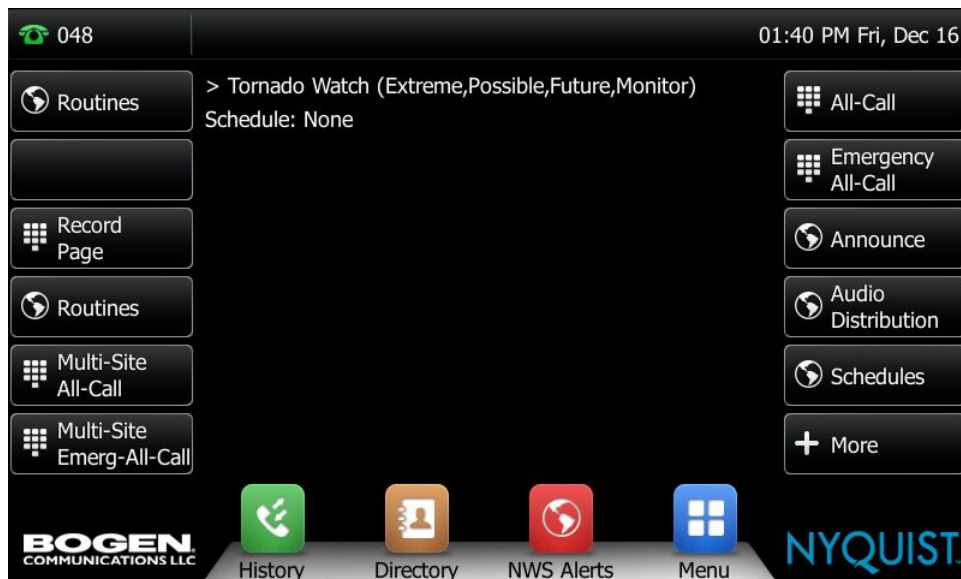 048
01:40 PM Fri, Dec 16
Routines
Record
Page
Routines
Multi-Site
All-Call
Multi-Site
Emerg-All-Call
> Tornado Watch (Extreme,Possible,Future,Monitor)
Schedule: None
All-Call
Emergency
All-Call
Announce
Audio
Distribution
Schedules
More
BOGEN
COMMUNICATIONS LLC
History
Directory
NWS Alerts
Menu
NYQUIST